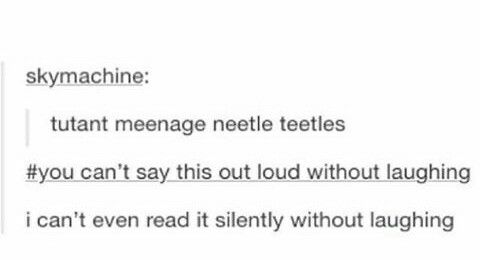 skymachine:
tutant meenage neetle teetles
#you can't say this out loud without laughing
i can't even read it silently without laughing